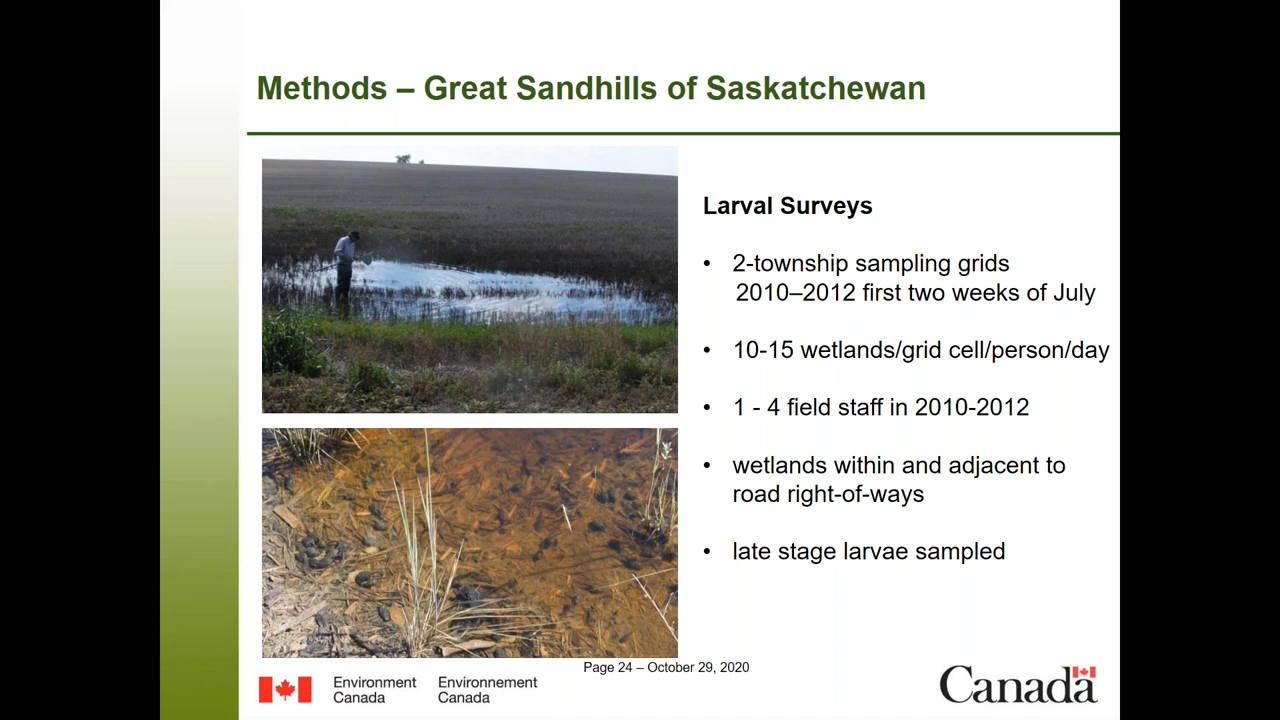 Methods – Great Sandhills of Saskatchewan
Larval Surveys
• 2-township sampling grids
2010–2012 first two weeks of July
• 10-15 wetlands/grid cell/person/day
• 1 - 4 field staff in 2010-2012
• wetlands within and adjacent to
road right-of-ways
• late stage larvae sampled
Page 24 – October 29, 2020
Environment
Canada
Environnement
Canada
Canada